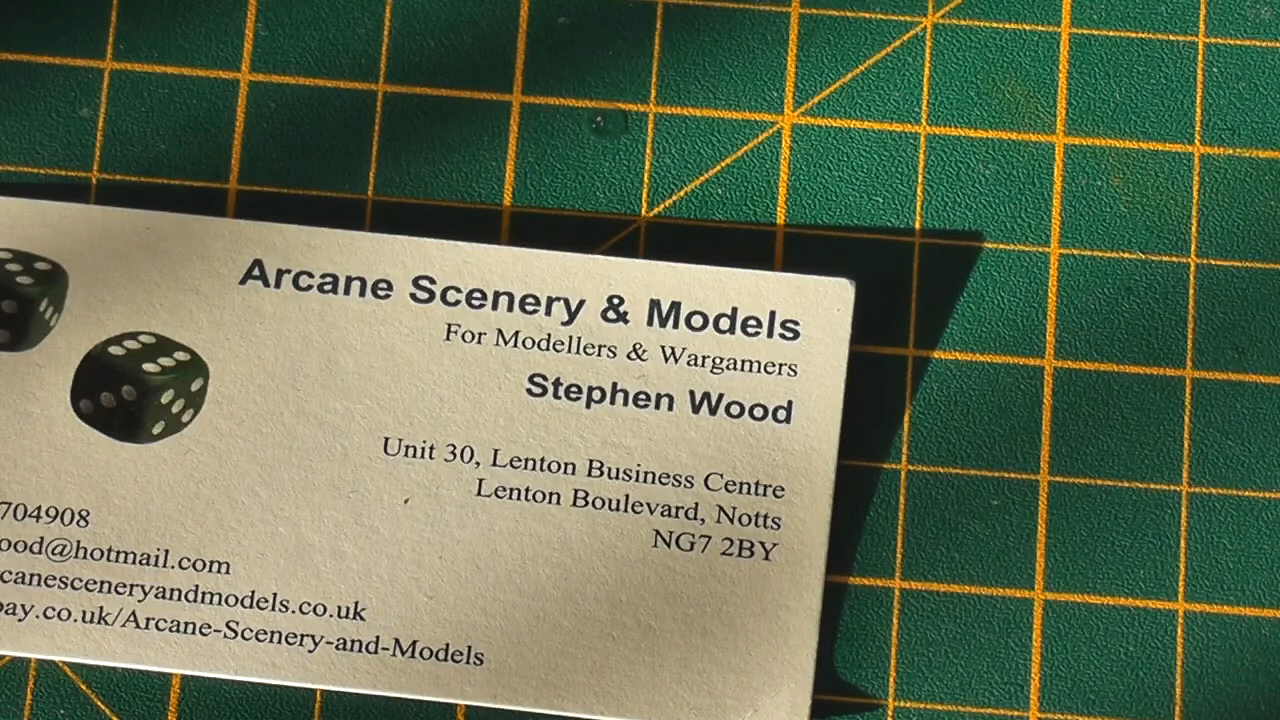 Arcane Scenery & Models
For Modellers & Wargamers
Stephen Wood
Unit 30, Lenton Business Centre
Lenton Boulevard, Notts
NG7 2BY
704908
ood@hotmail.com
rcanesceneryandmodels.co.uk
bay.co.uk/Arcane-Scenery-and-Models